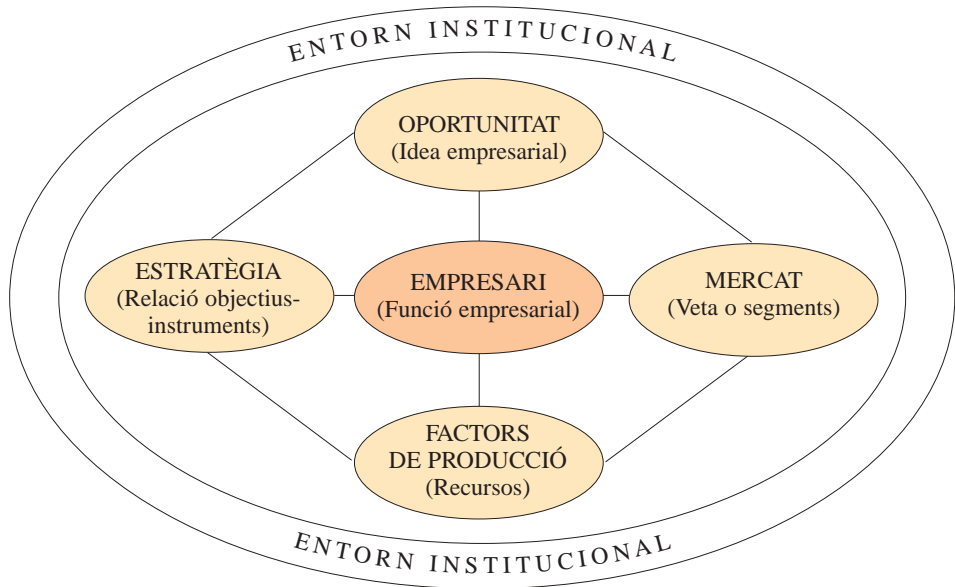 ENTORN INSTITUCIONAL
OPORTUNITAT
(Idea empresarial)
ESTRATÈGIA
(Relació objectius-
instruments)
EMPRESARI
(Funció empresarial)
MERCAT
(Veta o segments)
FACTORS
DE PRODUCCIÓ
(Recursos)
ENTORN INSTITUCIONAL